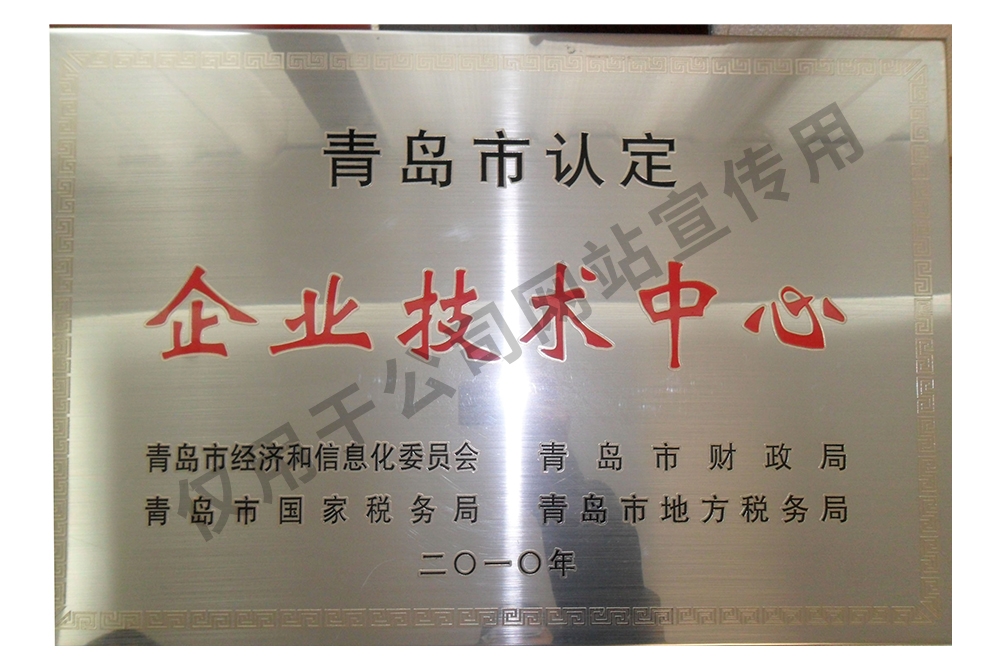 青岛市认定
企业技术中心
青岛市经济和信息化委员会 青岛市财政局
青岛市国家税务局 青岛市地方税务局
二〇一〇年
仅用于公司网站宣传用